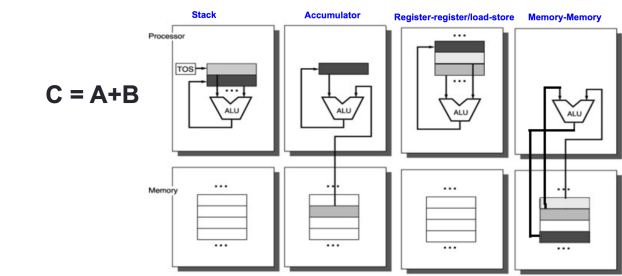 Stack
Accumulator
Register-register/load-store
Memory-Memory
Processor
...
TOS
...
...
ALU
ALU
ALU
ALU
C = A+B
Memory
...
...
...
...
...
...
...
...